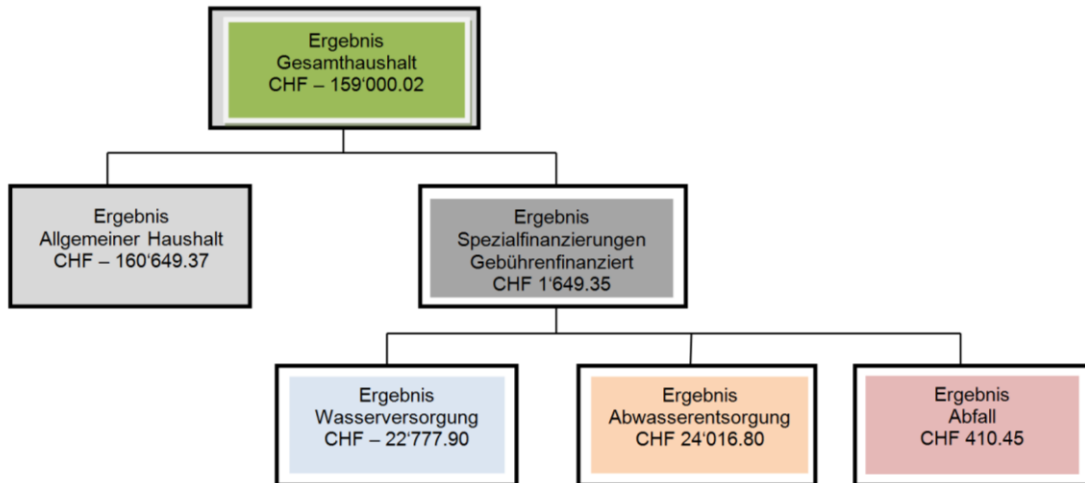 Ergebnis
Gesamthaushalt
CHF – 159‘000.02
Ergebnis
Allgemeiner Haushalt
CHF – 160‘649.37
Ergebnis
Spezialfinanzierungen
Gebührenfinanziert
CHF 1‘649.35
Ergebnis
Wasserversorgung
CHF – 22‘777.90
Ergebnis
Abwasserentsorgung
CHF 24‘016.80
Ergebnis
Abfall
CHF 410.45